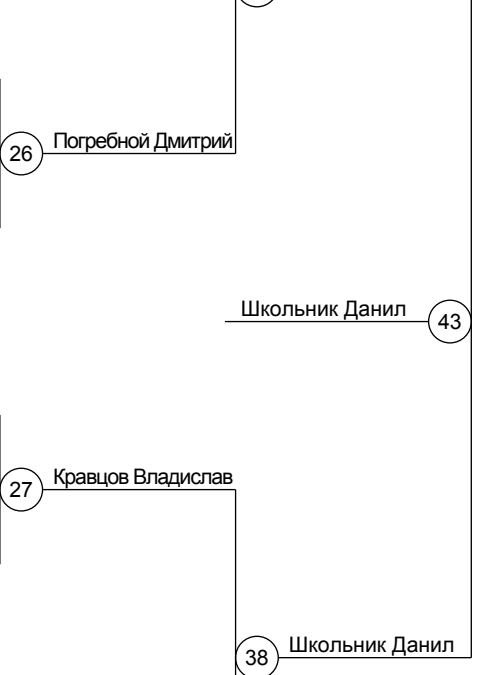 Погребной Дмитрий
26
Школьник Данил
43
Кравцов Владислав
27
Школьник Данил
38